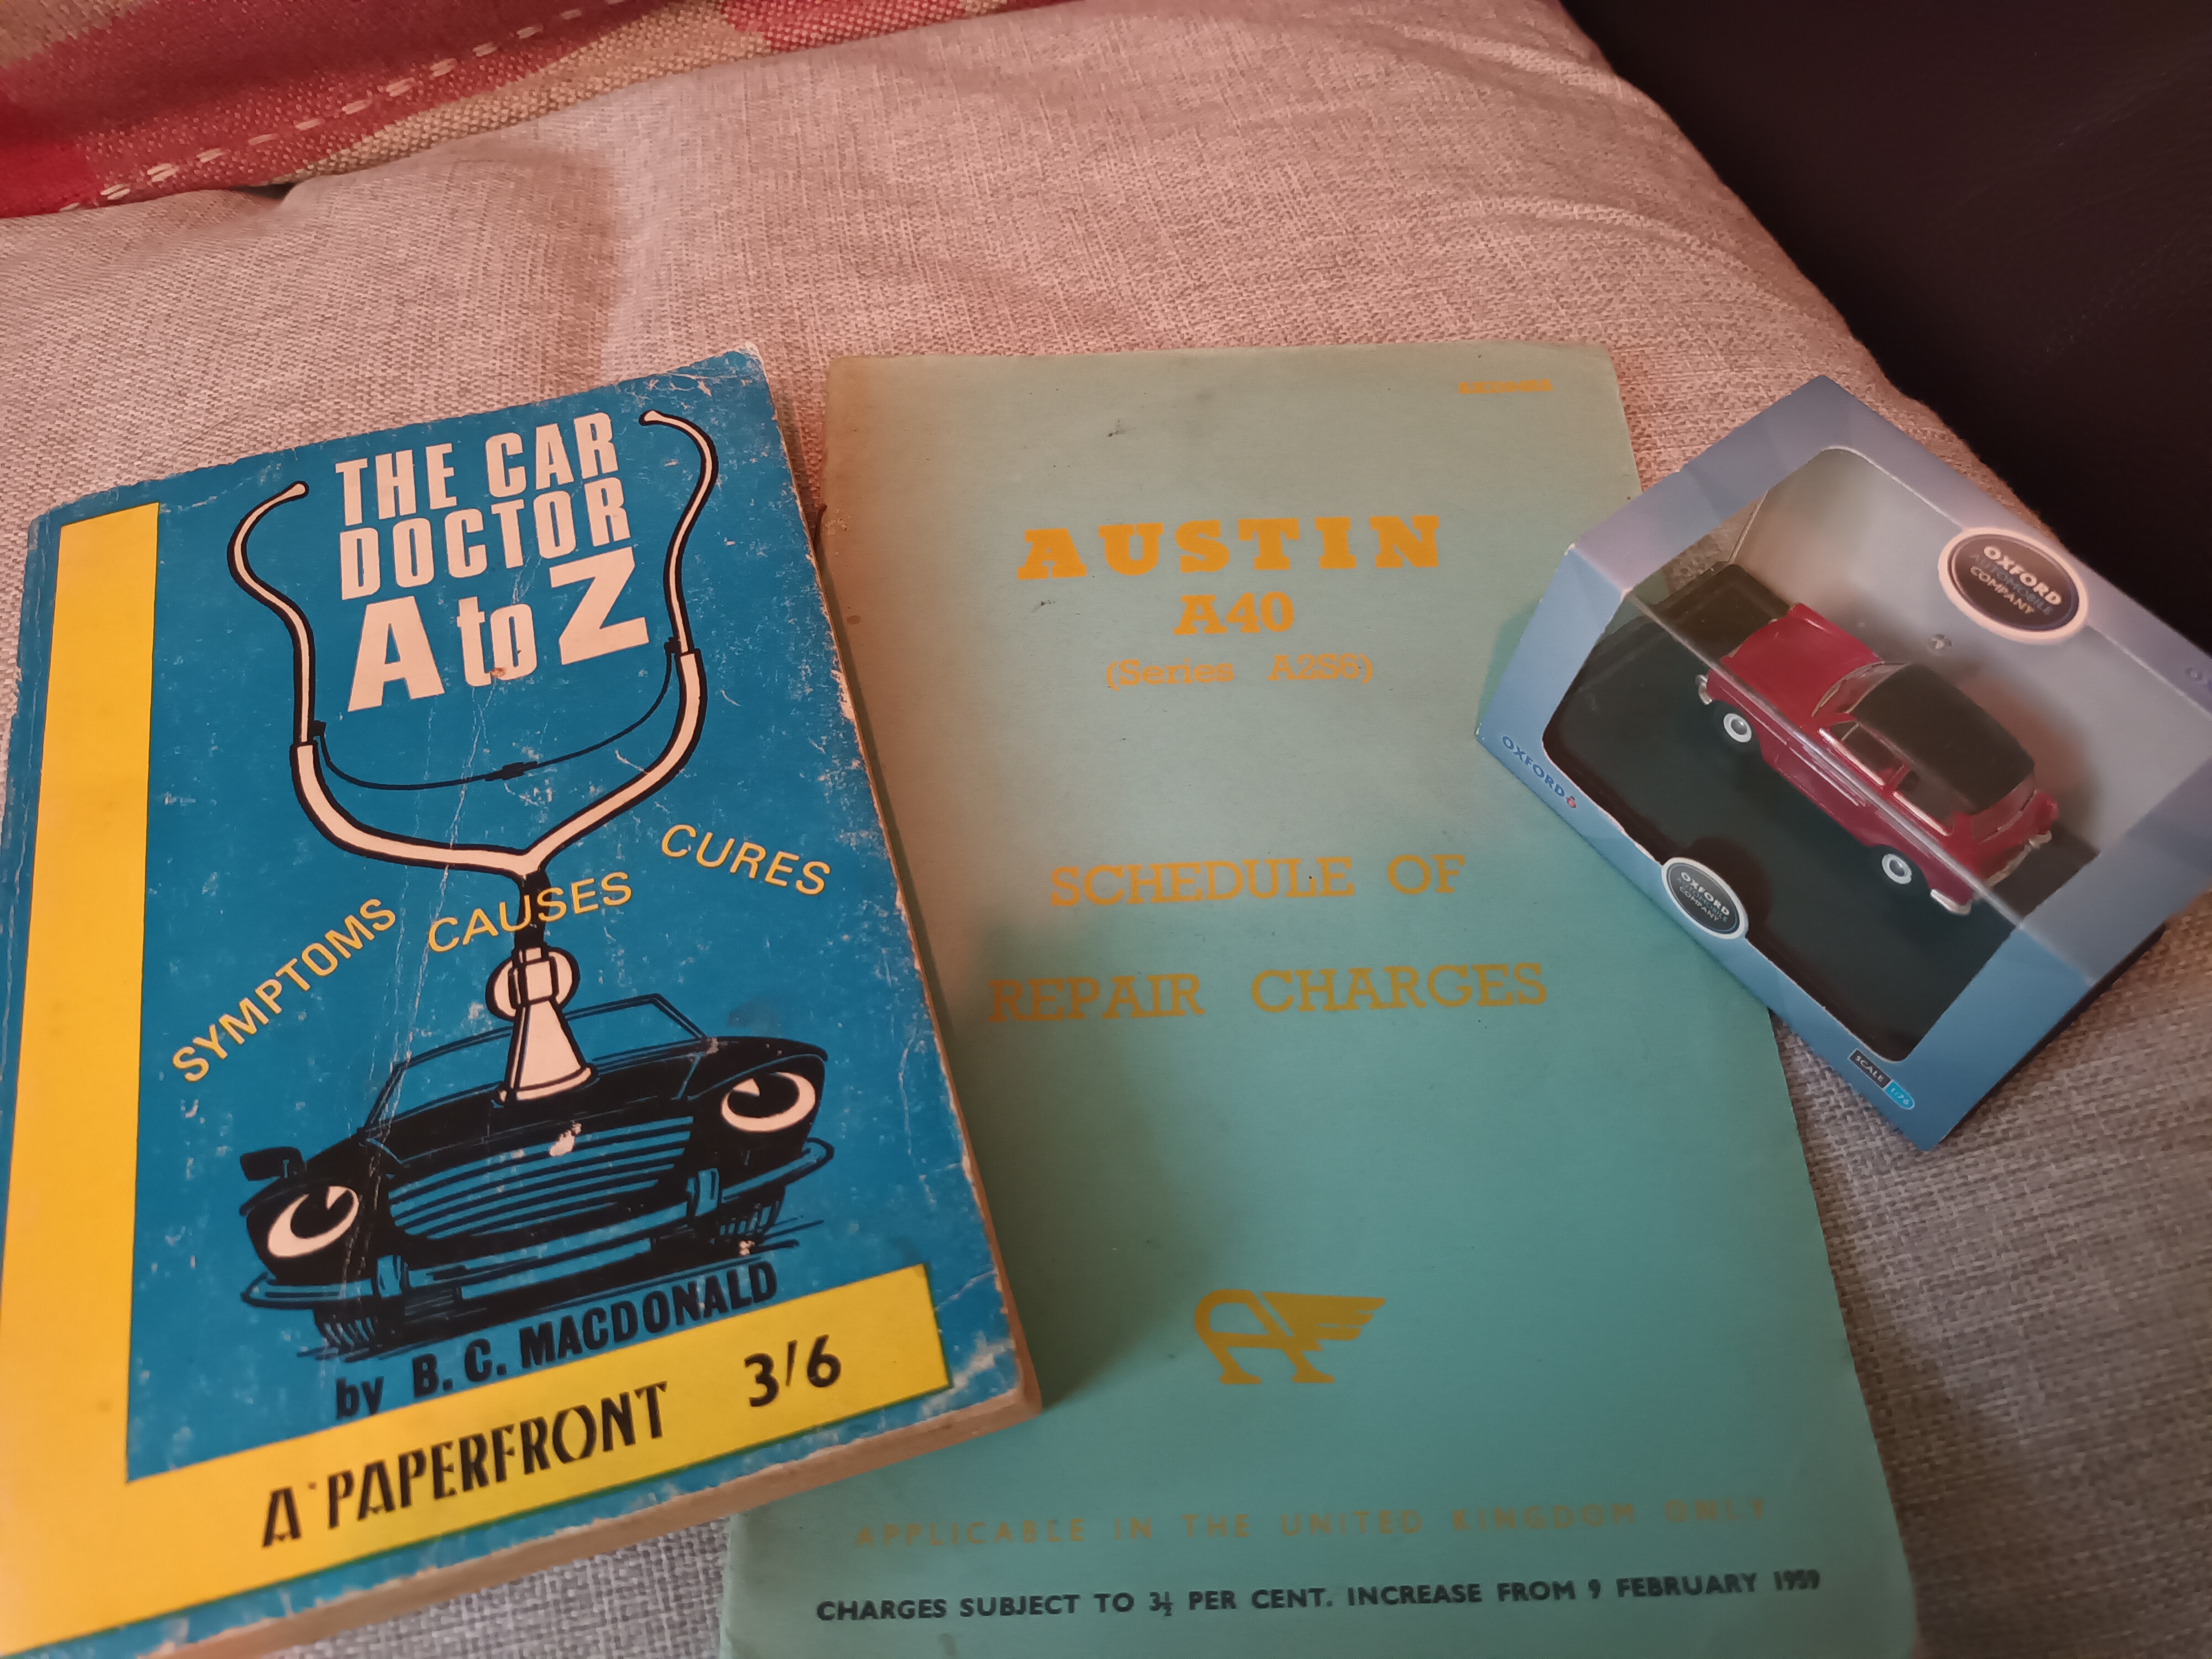 THE CAR
DOCTOR
A to Z
SYMPTOMS CAUSES CURES
by B. C. MACDONALD
A PAPERFRONT 3/6
AUSTIN
A40
(Series A2S6)
SCHEDULE OF
REPAIR CHARGES
A
APPLICABLE IN THE UNITED KINGDOM ONLY
CHARGES SUBJECT TO 3½ PER CENT. INCREASE FROM 9 FEBRUARY 1959
OXFORD
AUTOMOBILE
COMPANY
OXFORD
OXFORD
AUTOMOBILE
COMPANY
SCALE 1/76